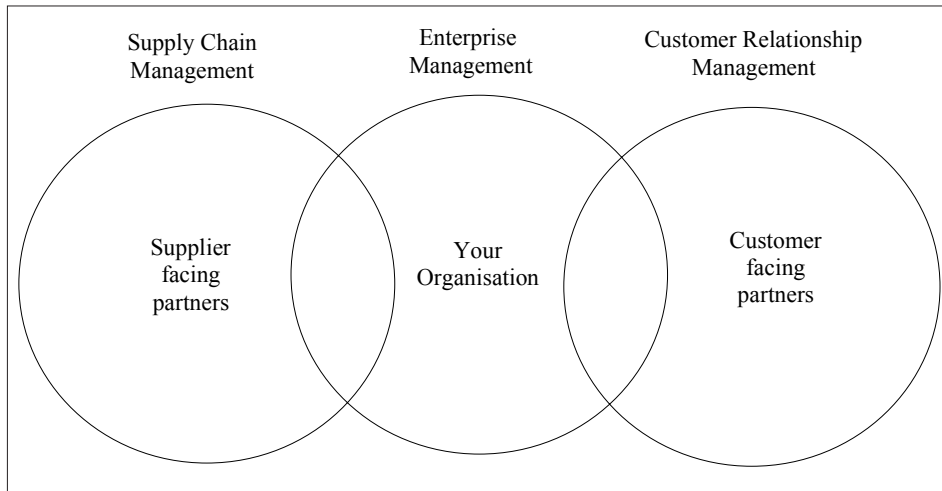 Supply Chain
Management
Enterprise
Management
Customer Relationship
Management
Supplier
facing
partners
Your
Organisation
Customer
facing
partners